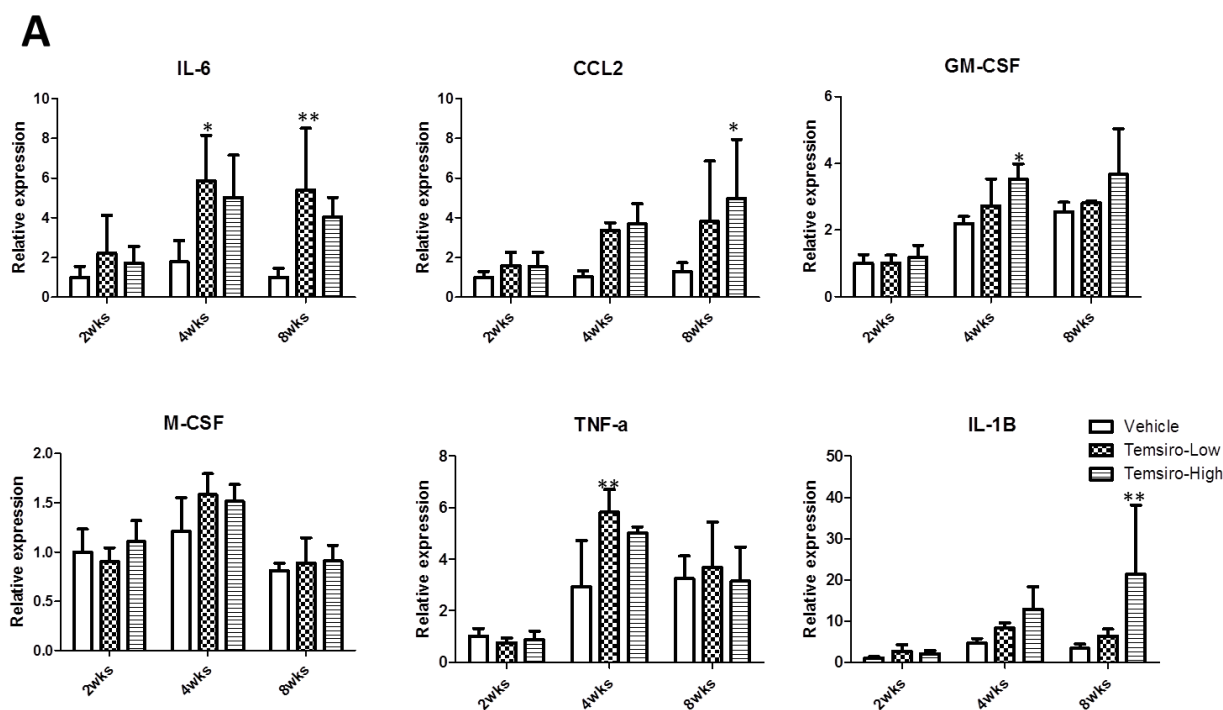 A
IL-6
Relative expression
10
8
6
4
2
0
*
**
2wks
4wks
8wks
CCL2
Relative expression
10
8
6
4
2
0
*
2wks
4wks
8wks
GM-CSF
Relative expression
6
4
2
0
*
2wks
4wks
8wks
M-CSF
Relative expression
2.0
1.5
1.0
0.5
0.0
2wks
4wks
8wks
TNF-a
Relative expression
8
6
4
2
0
**
2wks
4wks
8wks
IL-1B
Relative expression
50
40
30
20
10
0
**
2wks
4wks
8wks
Vehicle
Temsiro-Low
Temsiro-High